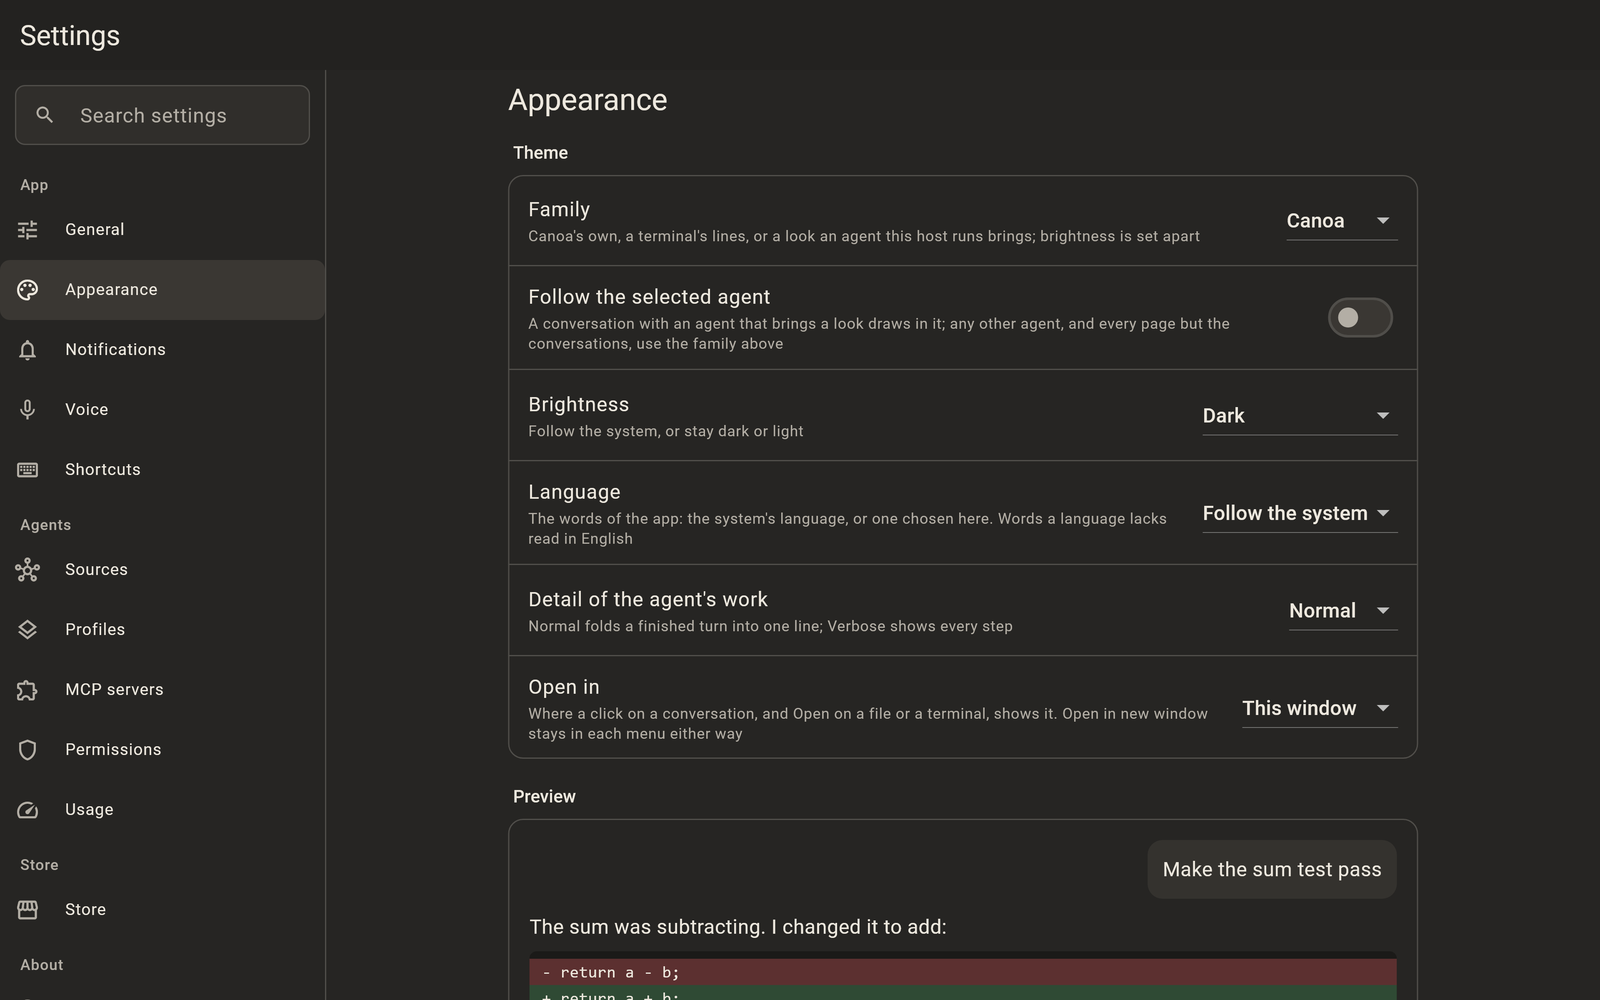 Settings
Search settings
App
General
Appearance
Notifications
Voice
Shortcuts
Agents
Sources
Profiles
MCP servers
Permissions
Usage
Store
Store
About
Appearance
Theme
Family
Canoa's own, a terminal's lines, or a look an agent this host runs brings; brightness is set apart
Canoa
Follow the selected agent
A conversation with an agent that brings a look draws in it; any other agent, and every page but the
conversations, use the family above
Brightness
Follow the system, or stay dark or light
Dark
Language
The words of the app: the system's language, or one chosen here. Words a language lacks
read in English
Follow the system
Detail of the agent's work
Normal folds a finished turn into one line; Verbose shows every step
Normal
Open in
Where a click on a conversation, and Open on a file or a terminal, shows it. Open in new window
stays in each menu either way
This window
Preview
Make the sum test pass
The sum was subtracting. I changed it to add:
- return a - b;
+ return a + b;